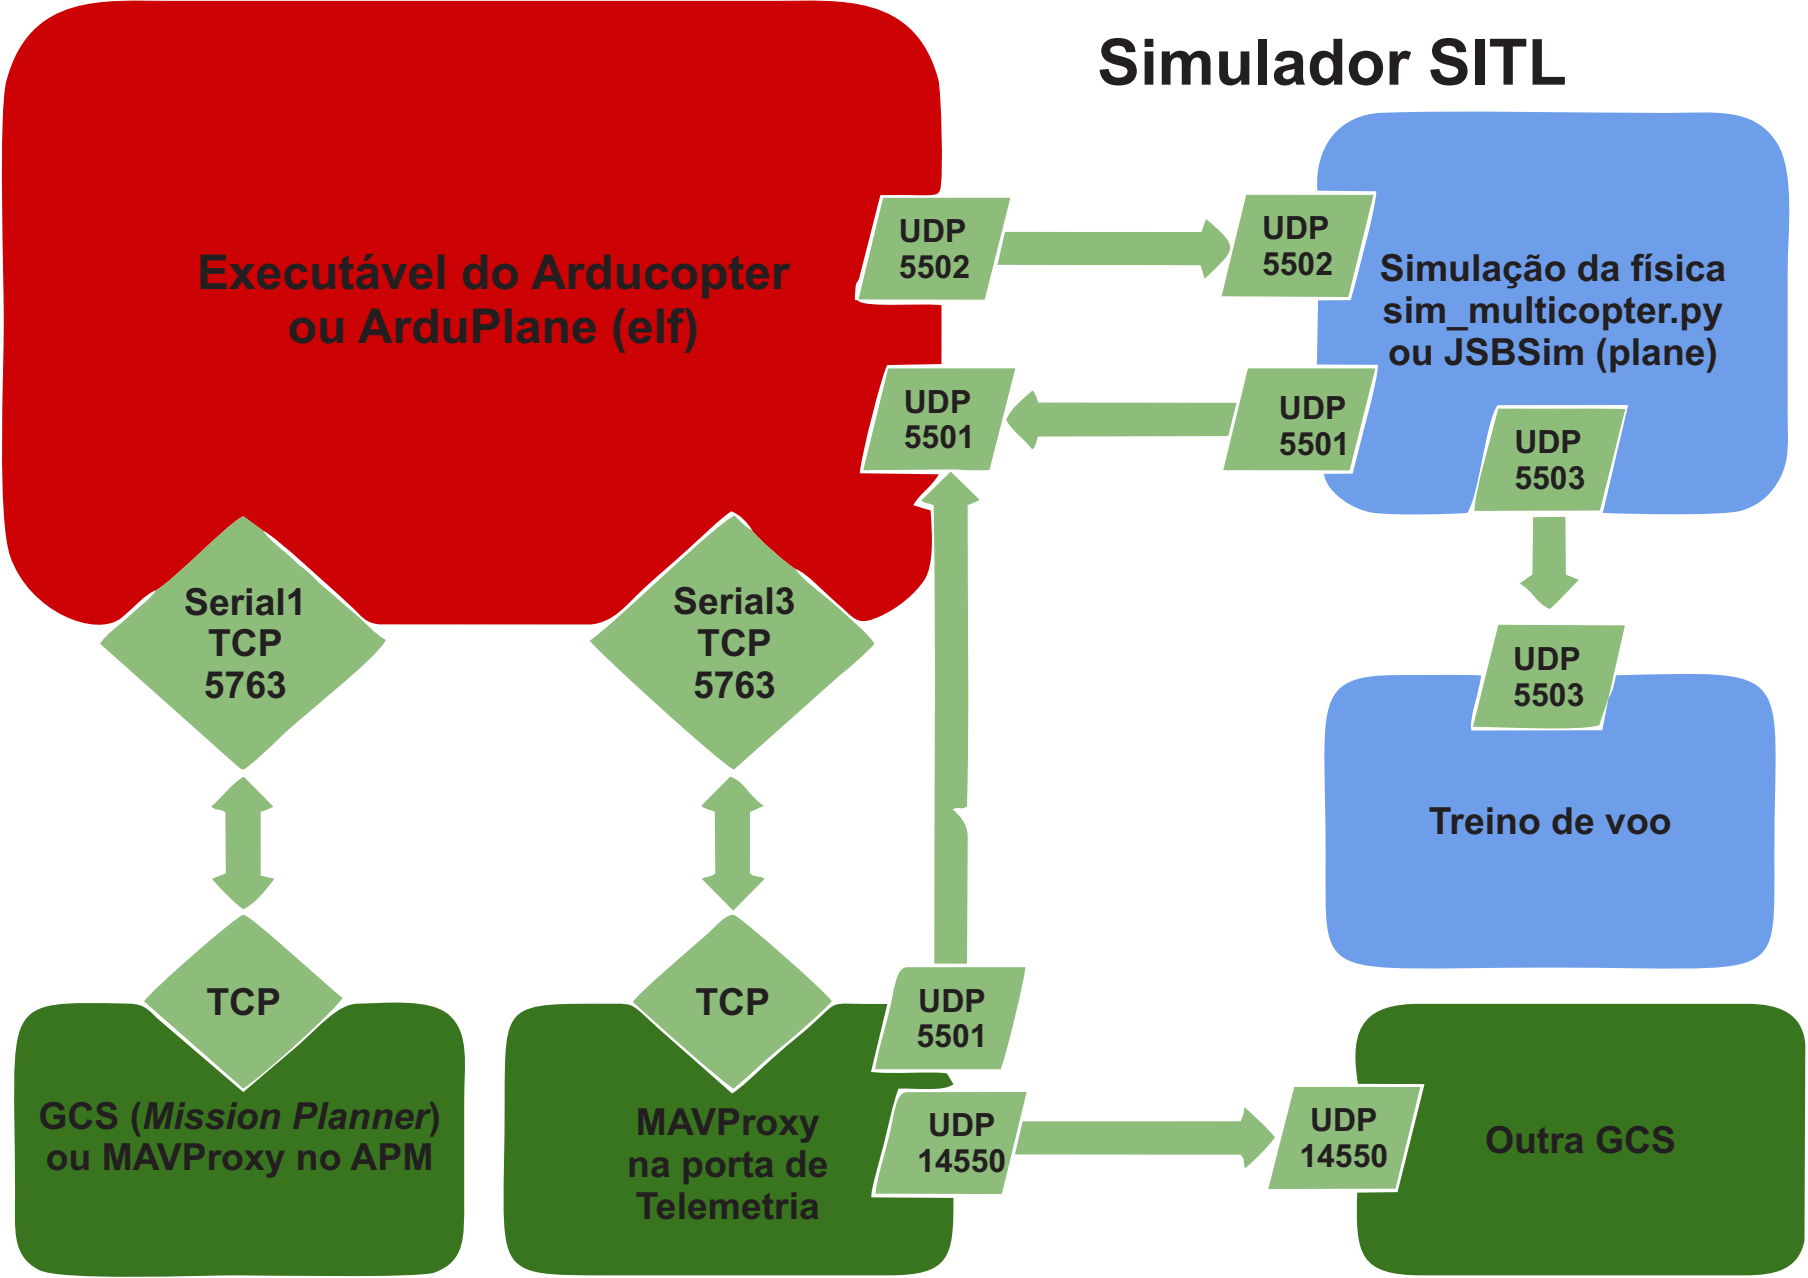 Simulador SITL
Executável do Arducopter
ou ArduPlane (elf)
UDP
5502
UDP
5502
Simulação da física
sim_multicopter.py
ou JSBSim (plane)
UDP
5501
UDP
5501
UDP
5503
Serial1
TCP
5763
Serial3
TCP
5763
UDP
5503
Treino de voo
TCP
TCP
UDP
5501
GCS (Mission Planner)
ou MAVProxy no APM
MAVProxy
na porta de
Telemetria
UDP
14550
UDP
14550
Outra GCS